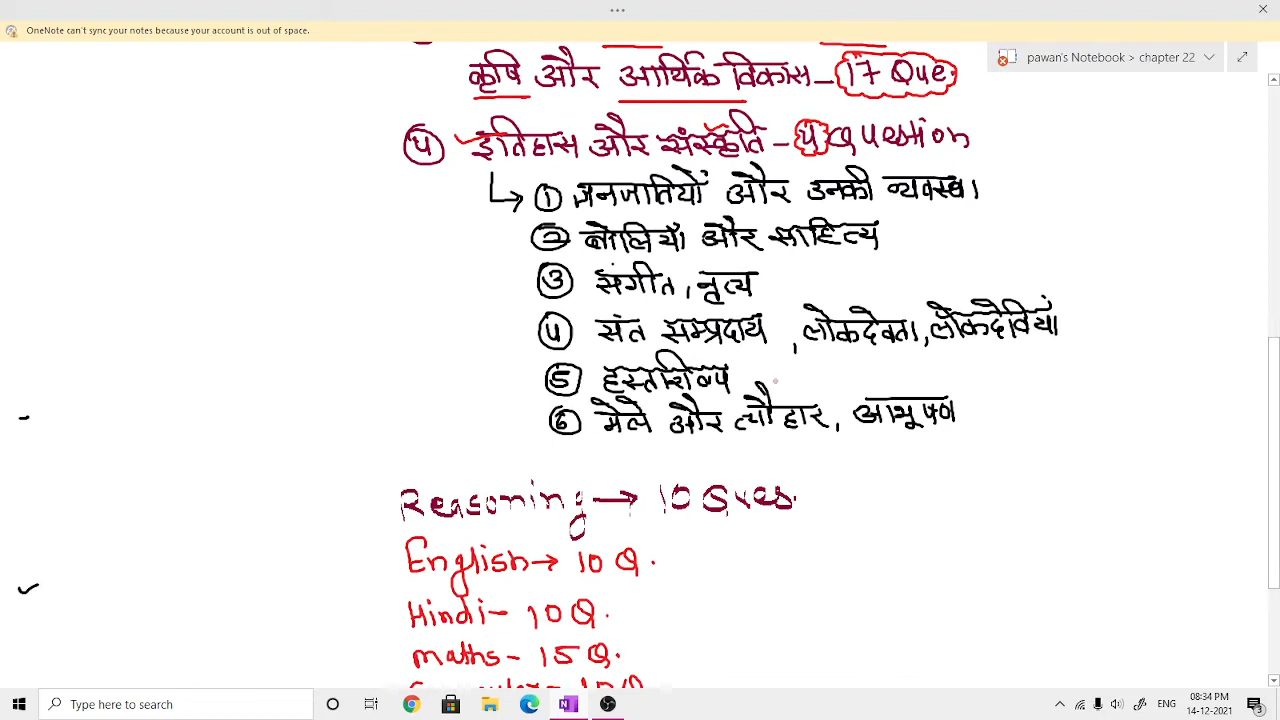 OneNote can't sync your notes because your account is out of space.
pawan's Notebook > chapter 22
कृषि और आर्थिक विकास - 17 Que.
4 इतिहास और संस्कृति - 4 Question
1 जनजातियों और उनकी व्यवस्था
2 बोलियां और साहित्य
3 संगीत, नृत्य
4 संत सम्प्रदाय, लोकदेवता, लोकदेवियां
5 हस्तशिल्प
6 मेले और त्यौहार, आभूषण
Reasoning → 10 Ques.
English → 10 Q.
Hindi - 10 Q.
maths - 15 Q.
Type here to search
08:34 PM
14-12-2021
3